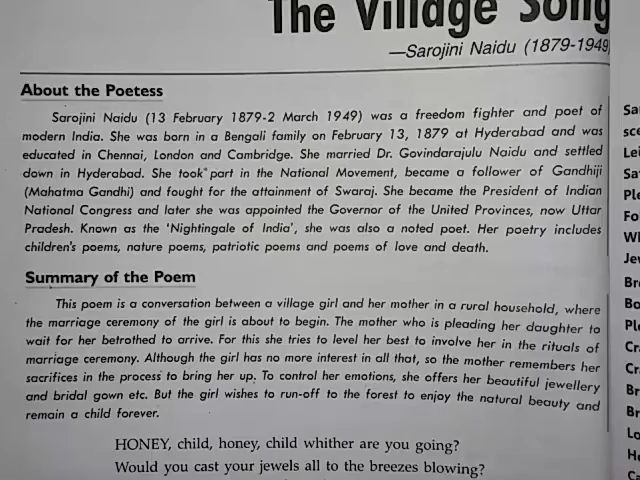 The Village Song
—Sarojini Naidu (1879-1949
About the Poetess
Sarojini Naidu (13 February 1879-2 March 1949) was a freedom fighter and poet of
modern India. She was born in a Bengali family on February 13, 1879 at Hyderabad and was
educated in Chennai, London and Cambridge. She married Dr. Govindarajulu Naidu and settled
down in Hyderabad. She took part in the National Movement, became a follower of Gandhiji
(Mahatma Gandhi) and fought for the attainment of Swaraj. She became the President of Indian
National Congress and later she was appointed the Governor of the United Provinces, now Uttar
Pradesh. Known as the 'Nightingale of India', she was also a noted poet. Her poetry includes
children's poems, nature poems, patriotic poems and poems of love and death.
Summary of the Poem
This poem is a conversation between a village girl and her mother in a rural household, where
the marriage ceremony of the girl is about to begin. The mother who is pleading her daughter to
wait for her betrothed to arrive. For this she tries to level her best to involve her in the rituals of
marriage ceremony. Although the girl has no more interest in all that, so the mother remembers her
sacrifices in the process to bring her up. To control her emotions, she offers her beautiful jewellery
and bridal gown etc. But the girl wishes to run-off to the forest to enjoy the natural beauty and
remain a child forever.
HONEY, child, honey, child whither are you going?
Would you cast your jewels all to the breezes blowing?